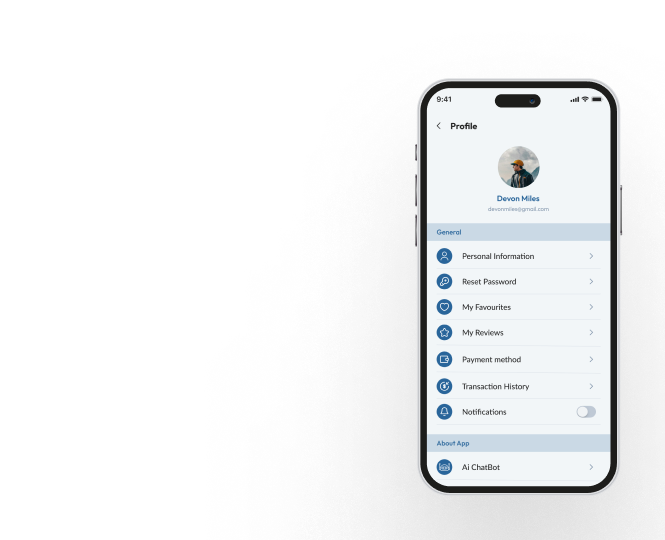 9:41
Profile
Devon Miles
devonmiles@gmail.com
General
Personal Information
Reset Password
My Favourites
My Reviews
Payment method
Transaction History
Notifications
About App
Ai ChatBot